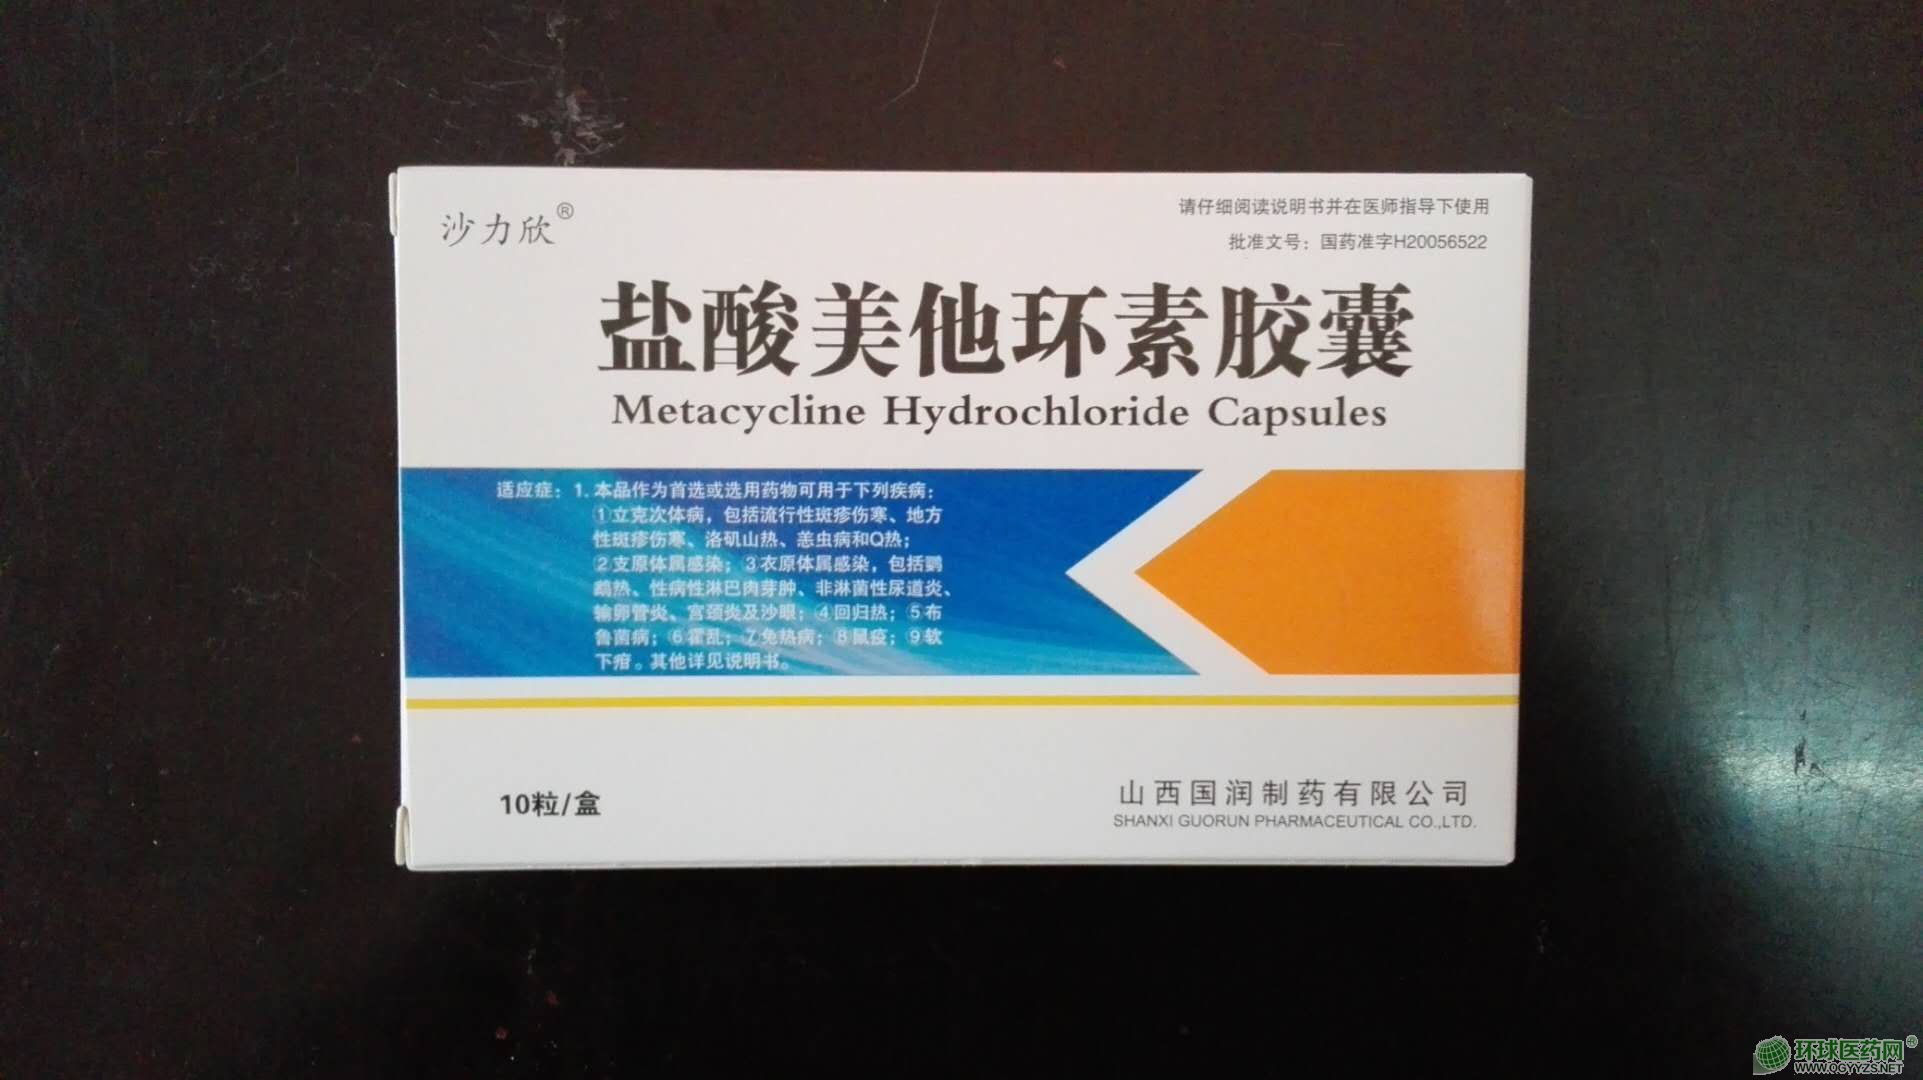 沙力欣®
请仔细阅读说明书并在医师指导下使用
批准文号：国药准字H20056522
盐酸美他环素胶囊
Metacycline Hydrochloride Capsules
适应症：1.本品作为首选或选用药物可用于下列疾病：
①立克次体病，包括流行性斑疹伤寒、地方
性斑疹伤寒、洛矶山热、恙虫病和Q热；
②支原体属感染；③衣原体属感染，包括鹦
鹉热、性病性淋巴肉芽肿、非淋菌性尿道炎、
输卵管炎、宫颈炎及沙眼；④回归热；⑤布
鲁菌病；⑥霍乱；⑦兔热病；⑧鼠疫；⑨软
下疳。其他详见说明书。
10粒/盒
山西国润制药有限公司
SHANXI GUORUN PHARMACEUTICAL CO.,LTD.
环球医药网®
WWW.QGYYZS.NET